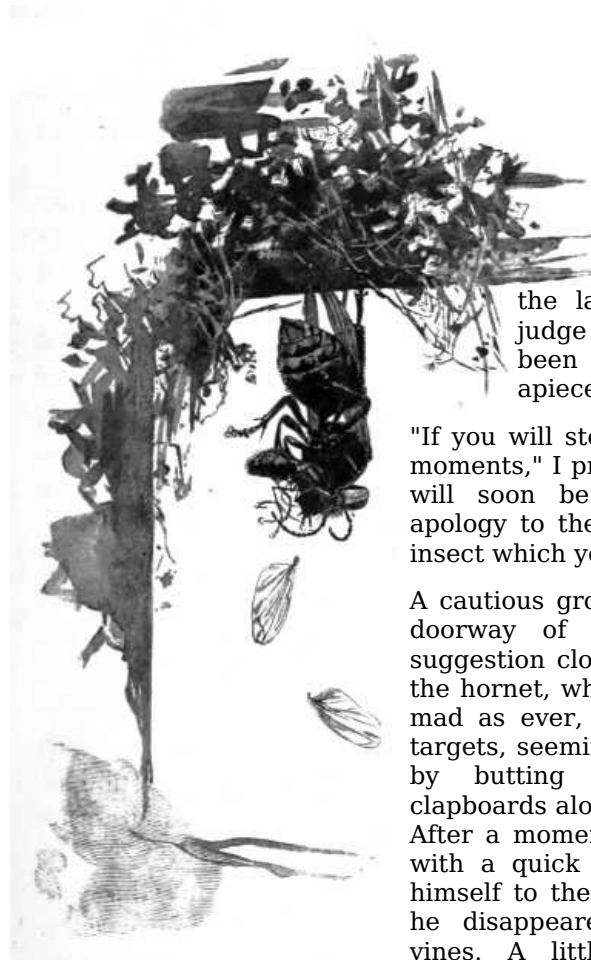 the la
judge
been
apiece
"If you will ste
moments," I pr
will soon be
apology to the
insect which yo
A cautious gro
doorway of
suggestion clo
the hornet, wh
mad as ever,
targets, seemi
by butting
clapboards alo
After a momen
with a quick
himself to the
he disappeare
vines. A littl